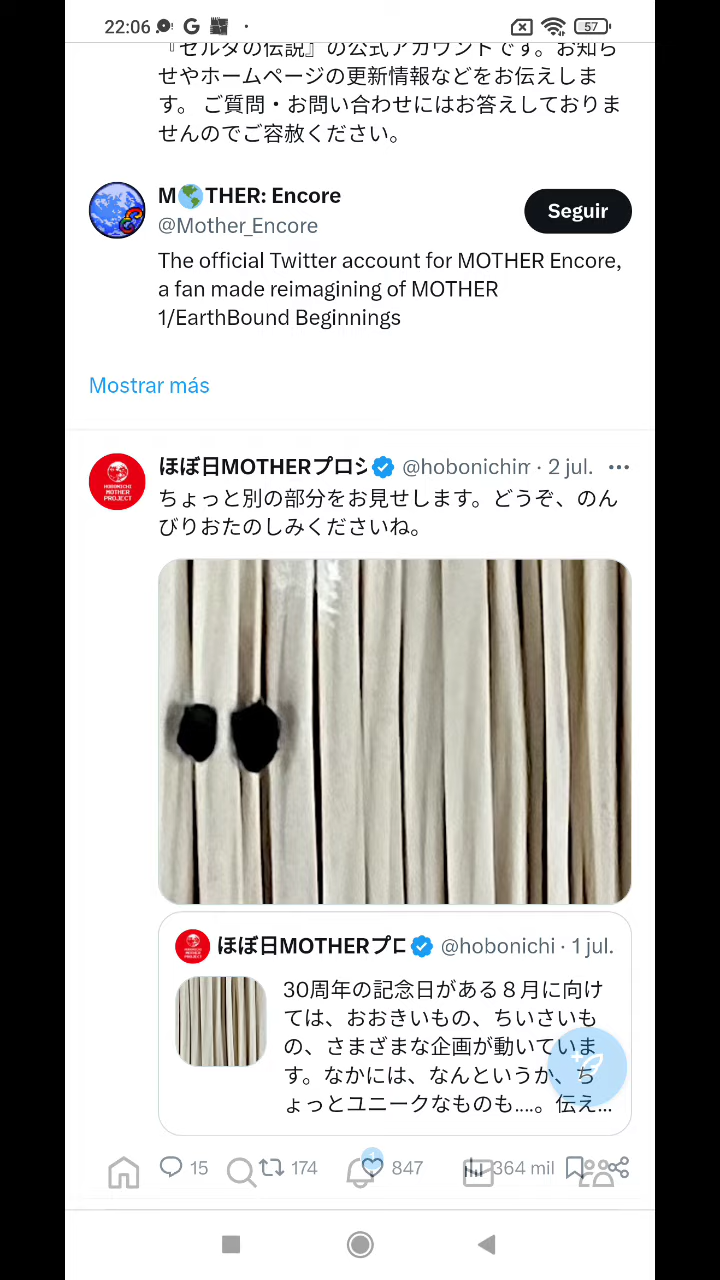 22:06
57
『ゼルダの伝説』の公式アカウントです。お知ら
せやホームページの更新情報などをお伝えしま
す。 ご質問・お問い合わせにはお答えしておりま
せんのでご容赦ください。
M🌎THER: Encore
@Mother_Encore
Seguir
The official Twitter account for MOTHER Encore,
a fan made reimagining of MOTHER
1/EarthBound Beginnings
Mostrar más
ほぼ日MOTHERプロジ @hobonichim · 2 jul.
HOBONICHI
MOTHER
PROJECT
ちょっと別の部分をお見せします。どうぞ、のん
びりおたのしみくださいね。
ほぼ日MOTHERプロ @hobonichi · 1 jul.
30周年の記念日がある８月に向け
ては、おおきいもの、ちいさいも
の、さまざまな企画が動いていま
す。なかには、なんというか、ち
ょっとユニークなものも....。伝え...
15 174 847 364 mil